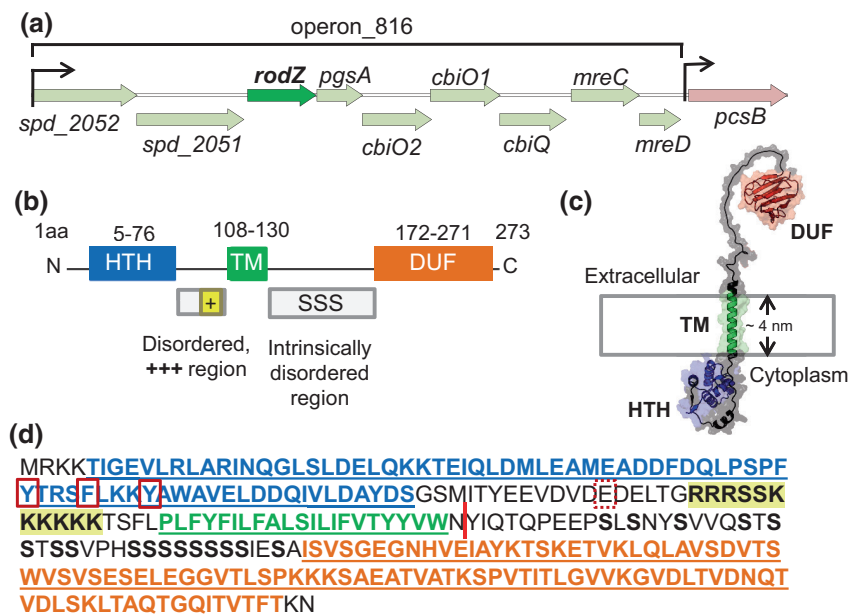 (a)
operon_816
rodZ pgsA cbiO1 mreC
spd_2052 spd_2051 cbiO2 cbiQ mreD pcsB
(b)
1aa 5-76 108-130 172-271 273
N HTH TM DUF C
+ SSS
Disordered, +++ region
Intrinsically disordered region
(c)
DUF
Extracellular
TM ~ 4 nm
Cytoplasm
HTH
(d)
MRKKTIGEVLRLARINQGLSLDELQKKTEIQLDMLEAMEADDFDQLPSPF
YTRSFLKKYAWAVELDDQIVLDAYDSGSMITYEEVDVDEDELTGRRRSSK
KKKKKTSFLPLFYFILFALSILIFVTYYVWNYIQTQPEEPSLSNYSVVQSTS
STSSVPHSSSSSSSSSIESAISVSGEGNHVEIAYKTSKETVKLQLAVSDVTS
WVSVSESELEGGVTLSPKKKSAEATVATKSPVTITLGVVKGVDLTVDNQT
VDLSKLTAQTGQITVTFTKN